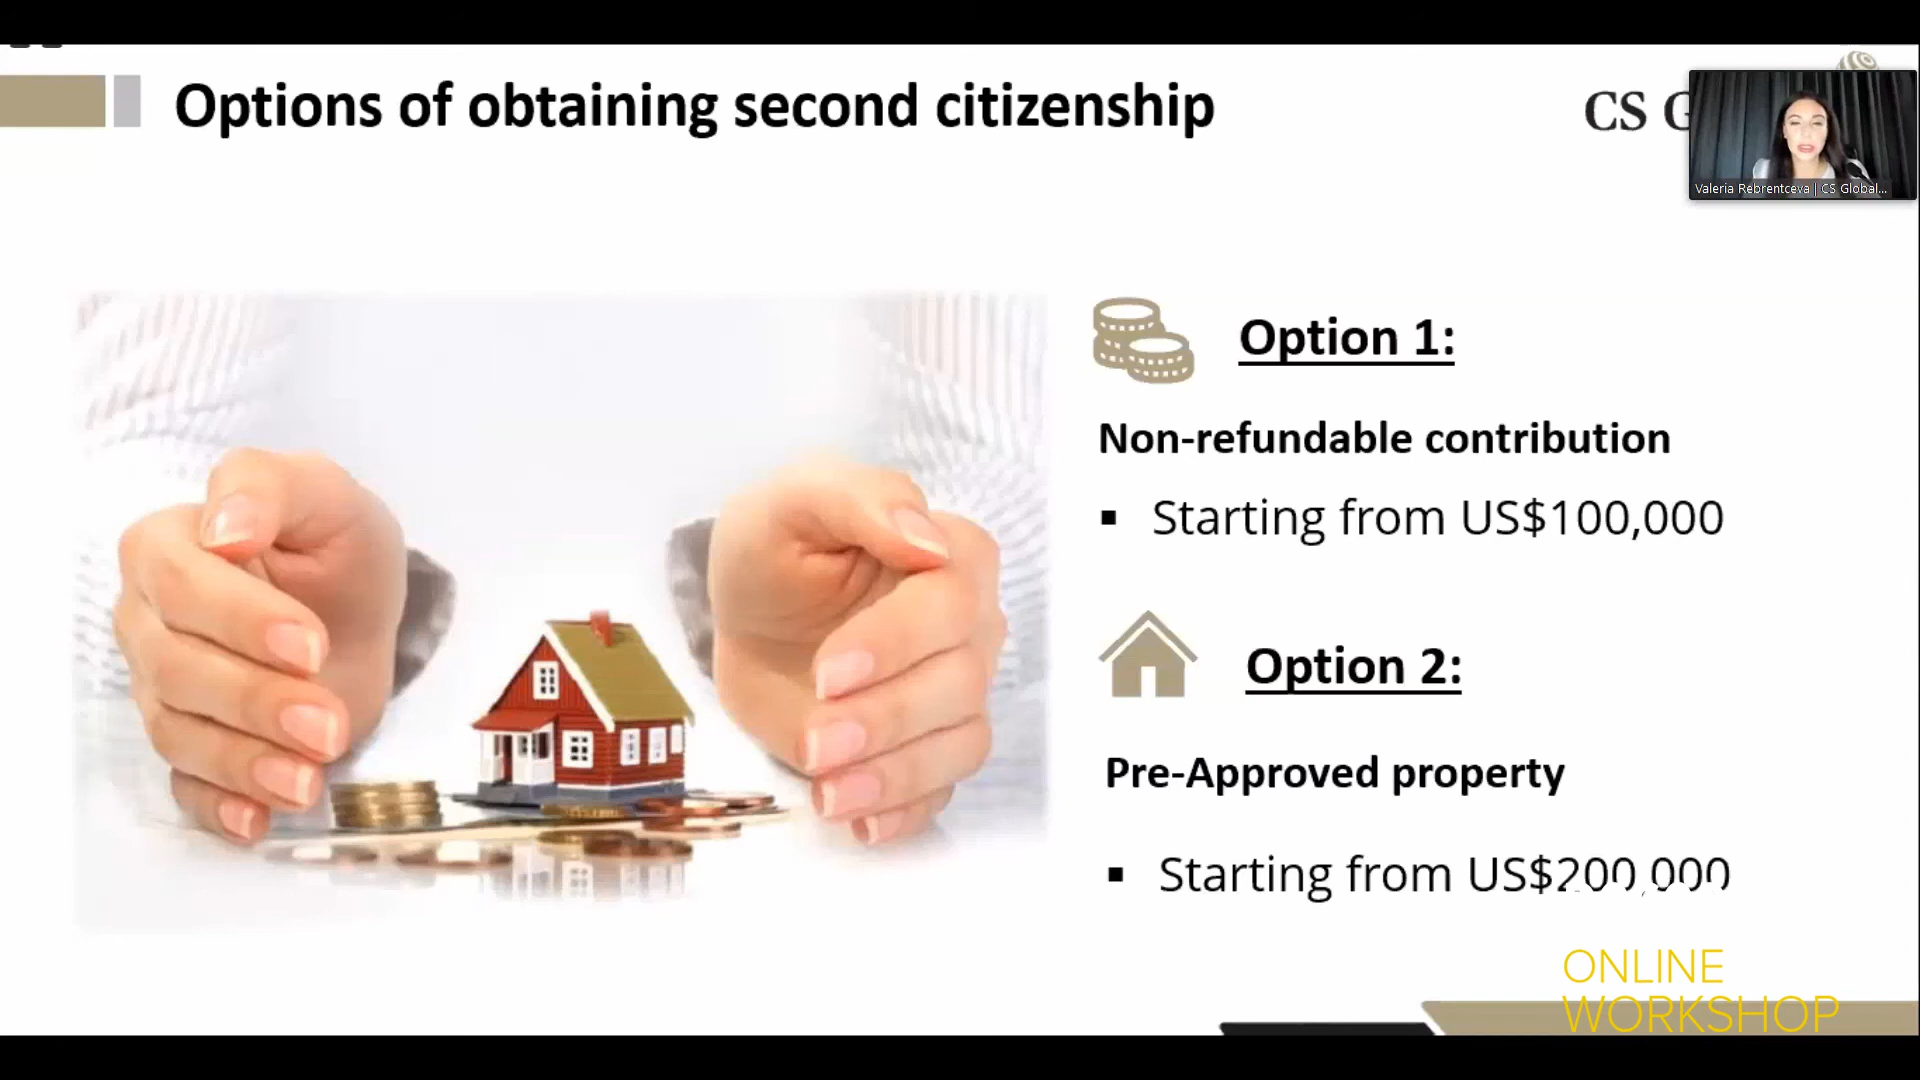 Options of obtaining second citizenship
CS G
Valeria Rebrentceva | CS Global...
Option 1:
Non-refundable contribution
▪ Starting from US$100,000
Option 2:
Pre-Approved property
▪ Starting from US$200,000
ONLINE
WORKSHOP